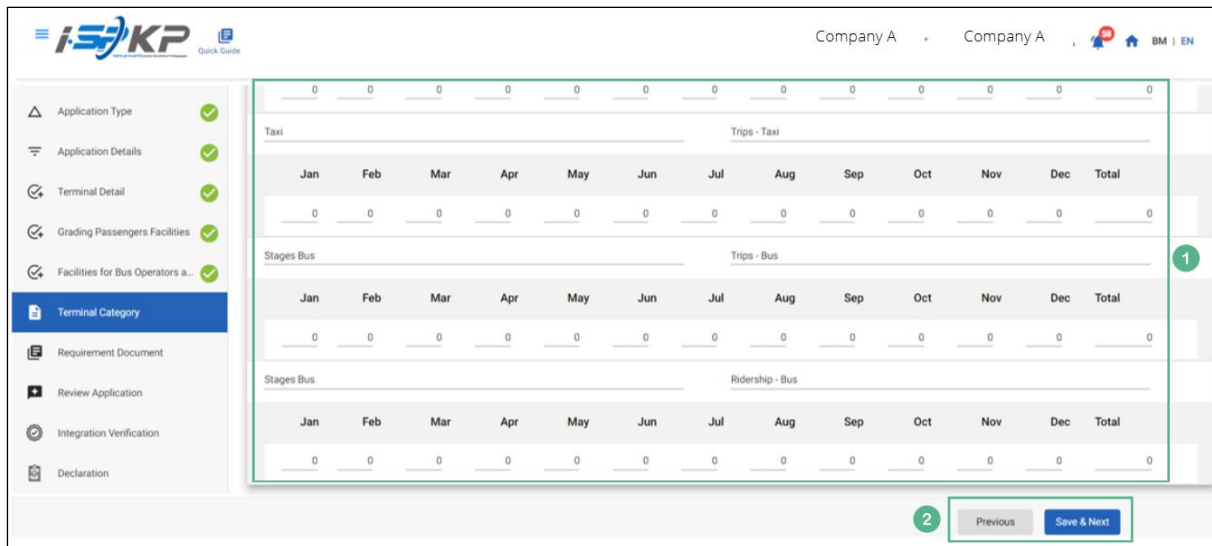 i-SPKP
Quick Guide
Company A
Company A
58
BM | EN
Application Type
Application Details
Terminal Detail
Grading Passengers Facilities
Facilities for Bus Operators a...
Terminal Category
Requirement Document
Review Application
Integration Verification
Declaration
0 0 0 0 0 0 0 0 0 0 0 0 0
Taxi Trips - Taxi
Jan Feb Mar Apr May Jun Jul Aug Sep Oct Nov Dec Total
0 0 0 0 0 0 0 0 0 0 0 0 0
Stages Bus Trips - Bus
Jan Feb Mar Apr May Jun Jul Aug Sep Oct Nov Dec Total
0 0 0 0 0 0 0 0 0 0 0 0 0
Stages Bus Ridership - Bus
Jan Feb Mar Apr May Jun Jul Aug Sep Oct Nov Dec Total
0 0 0 0 0 0 0 0 0 0 0 0 0
1
2
Previous Save & Next